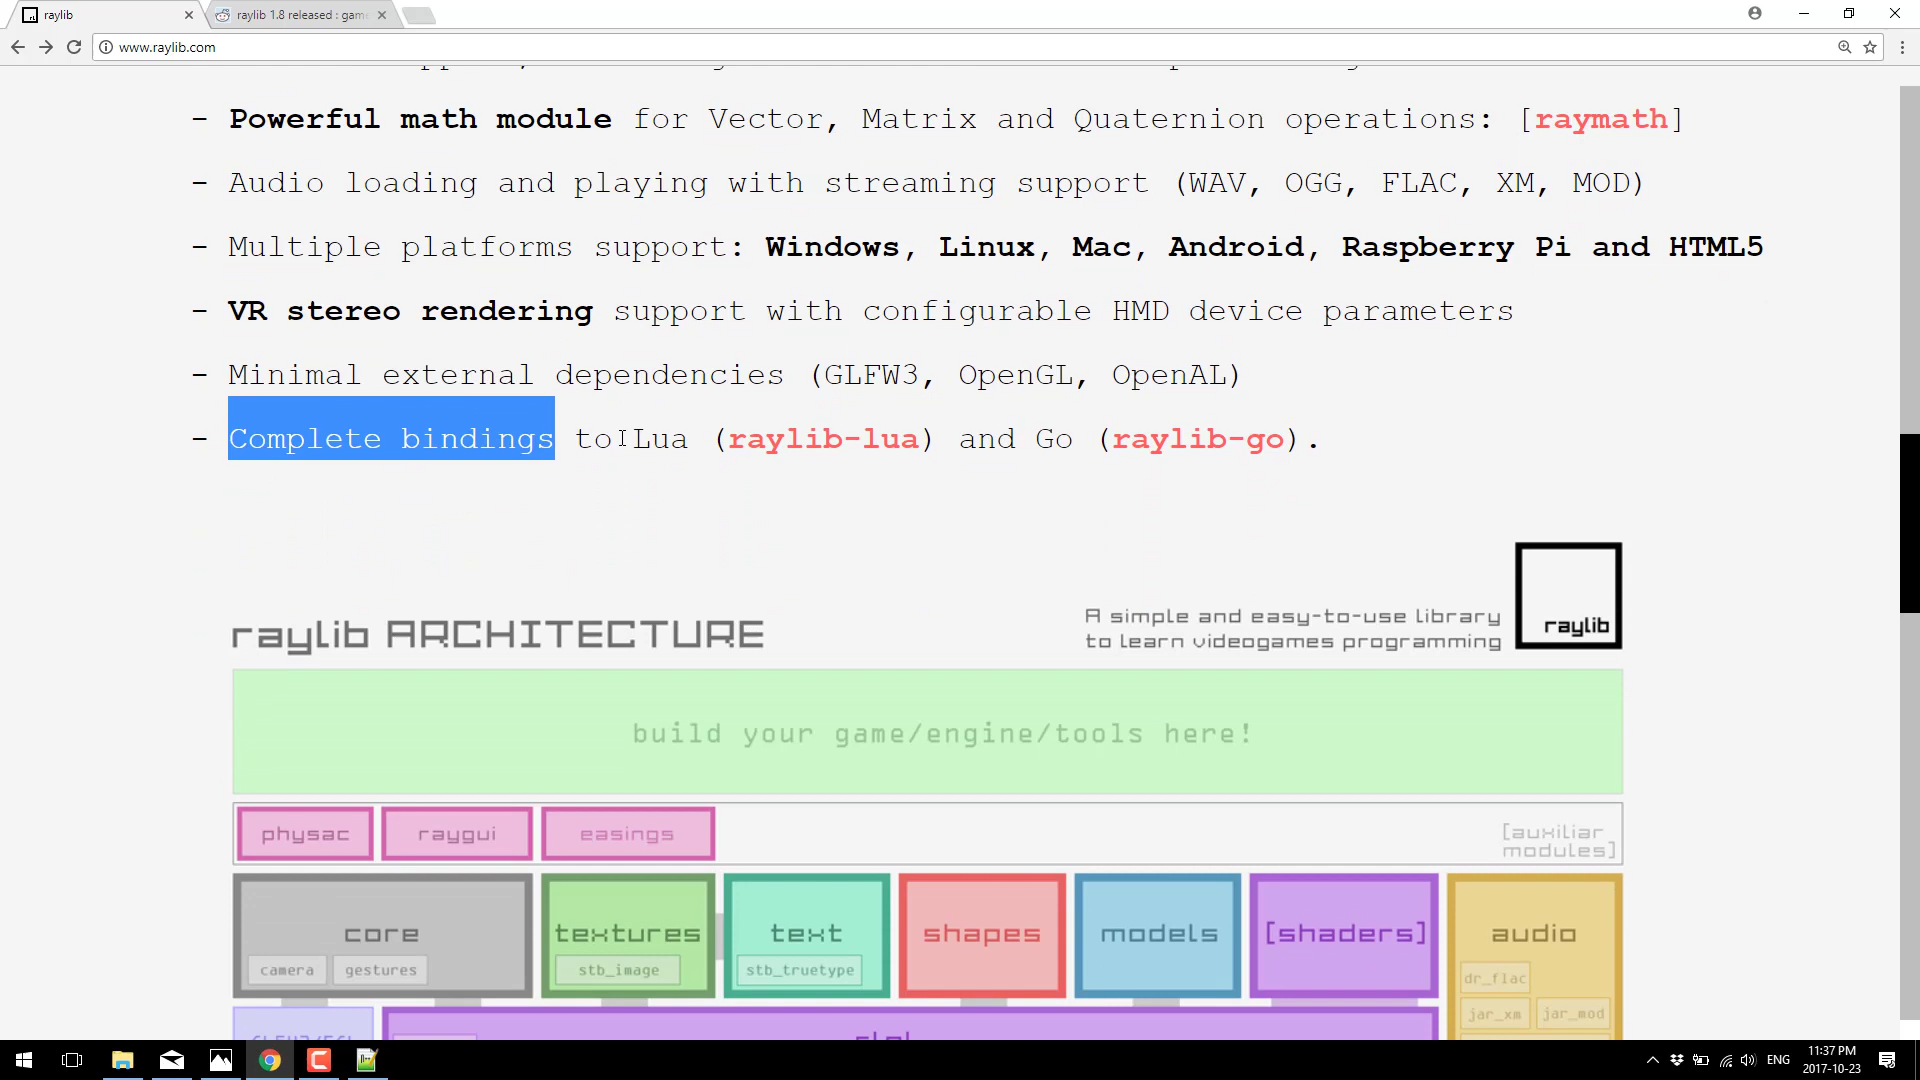 raylib
raylib 1.8 released : gam
www.raylib.com
- Powerful math module for Vector, Matrix and Quaternion operations: [raymath]
- Audio loading and playing with streaming support (WAV, OGG, FLAC, XM, MOD)
- Multiple platforms support: Windows, Linux, Mac, Android, Raspberry Pi and HTML5
- VR stereo rendering support with configurable HMD device parameters
- Minimal external dependencies (GLFW3, OpenGL, OpenAL)
- Complete bindings to Lua (raylib-lua) and Go (raylib-go).
raylib ARCHITECTURE
A simple and easy-to-use library
to learn videogames programming
raylib
build your game/engine/tools here!
physac raygui easings
[auxiliar
modules]
core textures text shapes models [shaders] audio
camera gestures stb_image stb_truetype dr_flac
jar_xm jar_mod
ENG
11:37 PM
2017-10-23